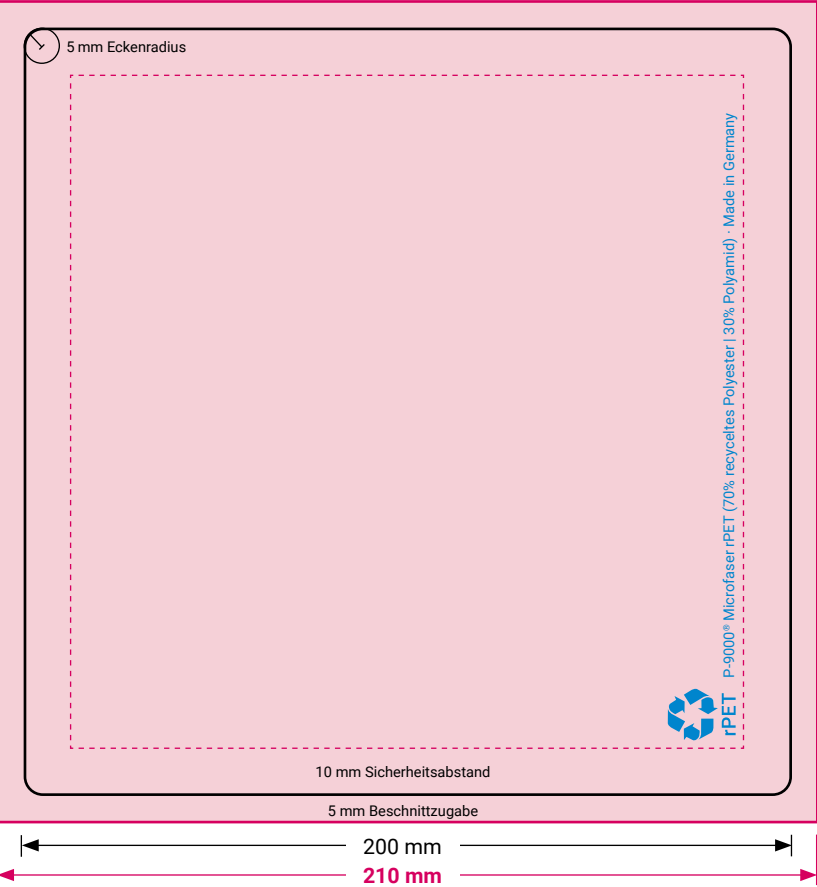 5 mm Eckenradius
P-9000® Microfaser rPET (70% recyceltes Polyester | 30% Polyamid) · Made in Germany
rPET
10 mm Sicherheitsabstand
5 mm Beschnittzugabe
200 mm
210 mm